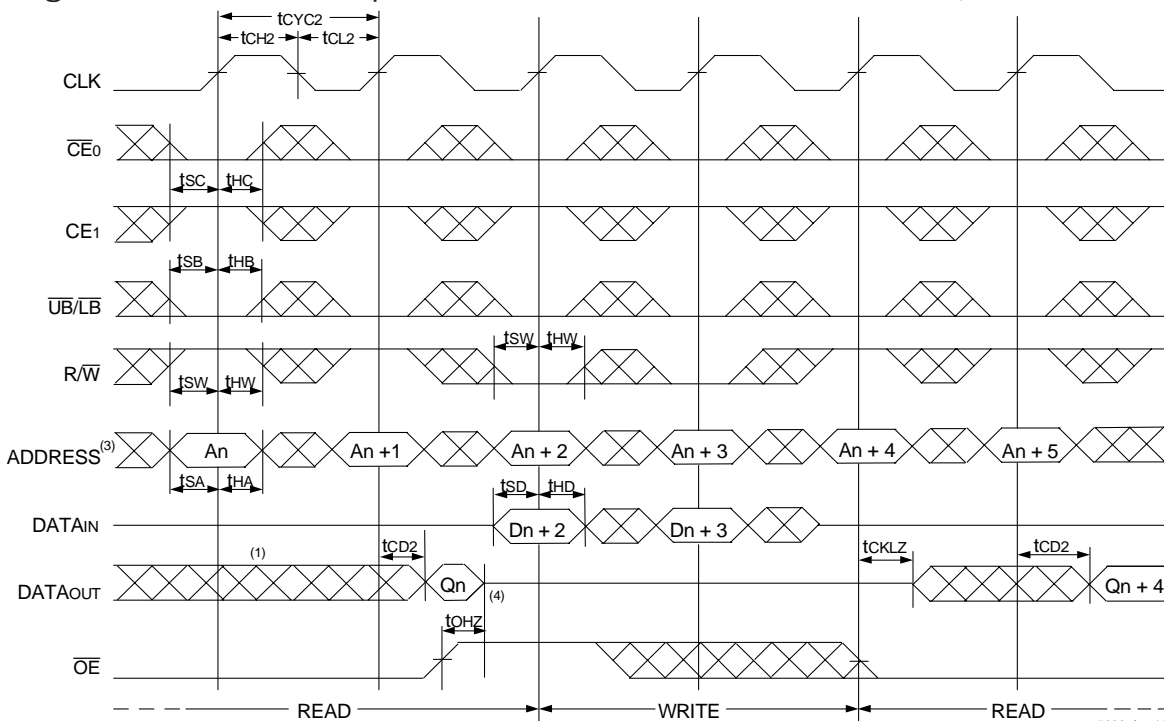 tCYC2
tCH2 tCL2
CLK
CE0
tSC tHC
CE1
tSB tHB
UB/LB
tSW tHW
R/W
tSW tHW
ADDRESS(3) An An +1 An + 2 An + 3 An + 4 An + 5
tSA tHA
tSD tHD
DATAIN Dn + 2 Dn + 3
tCD2 tCKLZ tCD2
(1)
DATAOUT Qn (4) Qn + 4
tOHZ
OE
READ WRITE READ